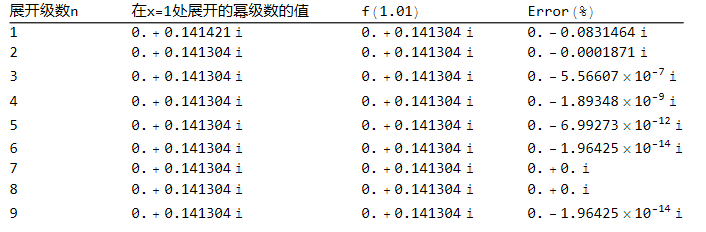 展开级数n 在x=1处展开的幂级数的值 f(1.01) Error(%)
1 0. + 0.141421 i 0. + 0.141304 i 0. - 0.0831464 i
2 0. + 0.141304 i 0. + 0.141304 i 0. - 0.0001871 i
3 0. + 0.141304 i 0. + 0.141304 i 0. - 5.56607 × 10⁻⁷ i
4 0. + 0.141304 i 0. + 0.141304 i 0. - 1.89348 × 10⁻⁹ i
5 0. + 0.141304 i 0. + 0.141304 i 0. - 6.99273 × 10⁻¹² i
6 0. + 0.141304 i 0. + 0.141304 i 0. - 1.96425 × 10⁻¹⁴ i
7 0. + 0.141304 i 0. + 0.141304 i 0. + 0. i
8 0. + 0.141304 i 0. + 0.141304 i 0. + 0. i
9 0. + 0.141304 i 0. + 0.141304 i 0. - 1.96425 × 10⁻¹⁴ i